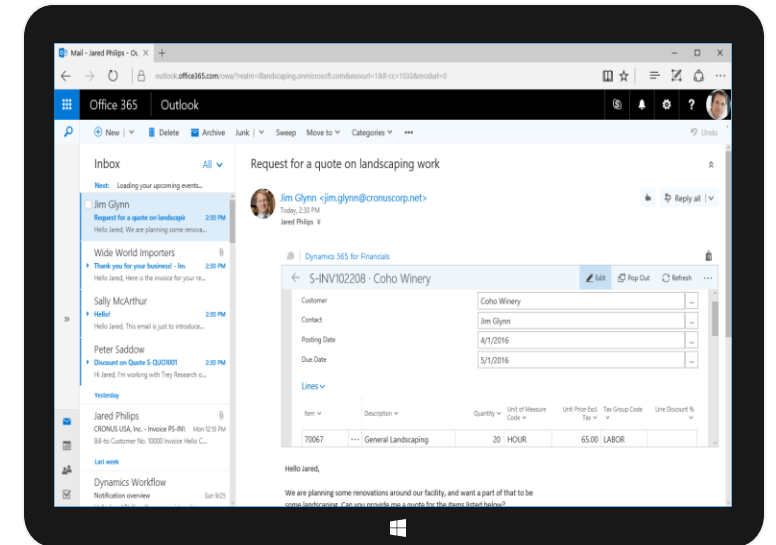 Mail - Jared Philips - Ou
outlook.office365.com/owa/?realm=lllandscaping.onmicrosoft.com&exsvurl=1&ll-cc=1033&modurl=0
Office 365 Outlook
?
New Delete Archive Junk Sweep Move to Categories ••• Undo
Inbox All
Next: Loading your upcoming events...
Jim Glynn
Request for a quote on landscapi 2:30 PM
Hello Jared, We are planning some renova...
Wide World Importers
Thank you for your business! - Inv 2:30 PM
Hello Jared, Here is the invoice for your re...
Sally McArthur
Hello! 2:30 PM
Hello Jared, This email is just to introduce...
Peter Saddow
Discount on Quote S-QUO1001 2:30 PM
Hi Jared, I'm working with Trey Research o...
Yesterday
Jared Philips
CRONUS USA, Inc. - Invoice PS-INV Mon 12:15 PM
Bill-to Customer No. 10000 Invoice Hello C...
Last week
Dynamics Workflow
Notification overview Sun 9/25
Request for a quote on landscaping work
Jim Glynn <jim.glynn@cronuscorp.net>
Today, 2:30 PM
Jared Philips
Reply all
Dynamics 365 for Financials
S-INV102208 · Coho Winery
Edit Pop Out Refresh ...
Customer Coho Winery ...
Contact Jim Glynn ...
Posting Date 4/1/2016 ...
Due Date 5/1/2016 ...
Lines
Item Description Quantity Unit of Measure Code Unit Price Excl. Tax Tax Group Code Line Discount %
70067 ... General Landscaping 20 HOUR 65.00 LABOR
Hello Jared,
We are planning some renovations around our facility, and want a part of that to be
some landscaping. Can you provide me a quote for the items listed below?